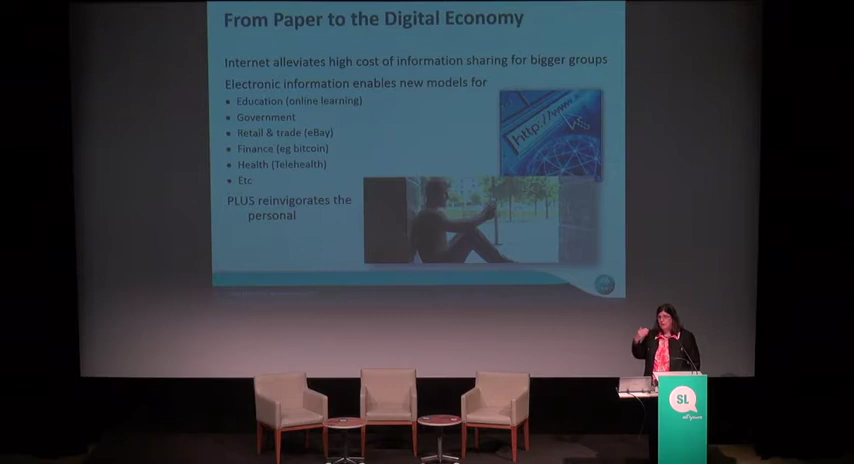 From Paper to the Digital Economy
Internet alleviates high cost of information sharing for bigger groups
Electronic information enables new models for
• Education (online learning)
• Government
• Retail & trade (eBay)
• Finance (eg bitcoin)
• Health (Telehealth)
• Etc
PLUS reinvigorates the
personal
http://www
SL